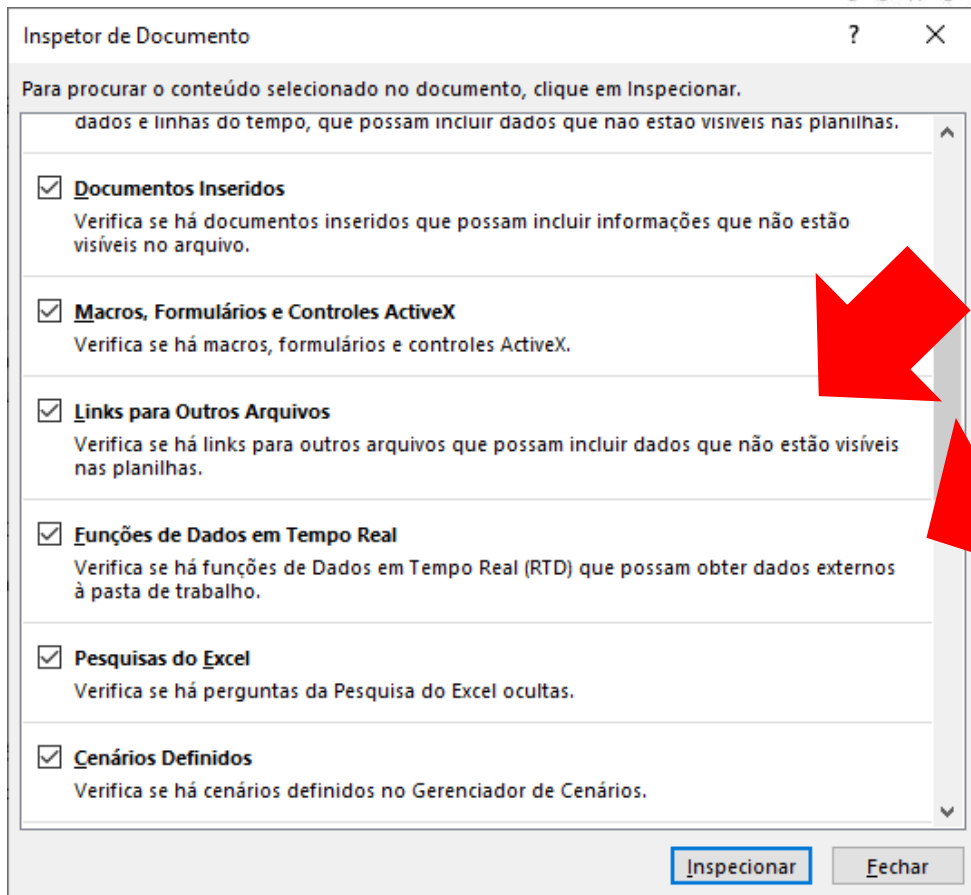 Inspetor de Documento
?
Para procurar o conteúdo selecionado no documento, clique em Inspecionar.
dados e linhas do tempo, que possam incluir dados que não estão visíveis nas planilhas.
Documentos Inseridos
Verifica se há documentos inseridos que possam incluir informações que não estão
visíveis no arquivo.
Macros, Formulários e Controles ActiveX
Verifica se há macros, formulários e controles ActiveX.
Links para Outros Arquivos
Verifica se há links para outros arquivos que possam incluir dados que não estão visíveis
nas planilhas.
Funções de Dados em Tempo Real
Verifica se há funções de Dados em Tempo Real (RTD) que possam obter dados externos
à pasta de trabalho.
Pesquisas do Excel
Verifica se há perguntas da Pesquisa do Excel ocultas.
Cenários Definidos
Verifica se há cenários definidos no Gerenciador de Cenários.
Inspecionar
Fechar